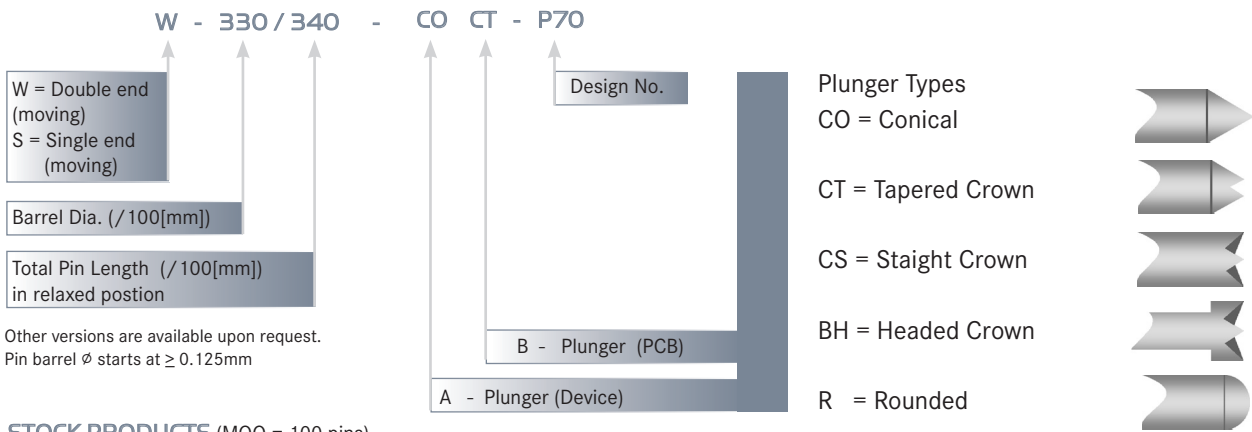 W - 330 / 340 - CO CT - P70
W = Double end
(moving)
S = Single end
(moving)
Barrel Dia. (/100[mm])
Total Pin Length (/100[mm])
in relaxed postion
Other versions are available upon request.
Pin barrel Ø starts at ≥ 0.125mm
Design No.
B - Plunger (PCB)
A - Plunger (Device)
Plunger Types
CO = Conical
CT = Tapered Crown
CS = Staight Crown
BH = Headed Crown
R = Rounded
STOCK PRODUCTS (MOQ = 100 pins)